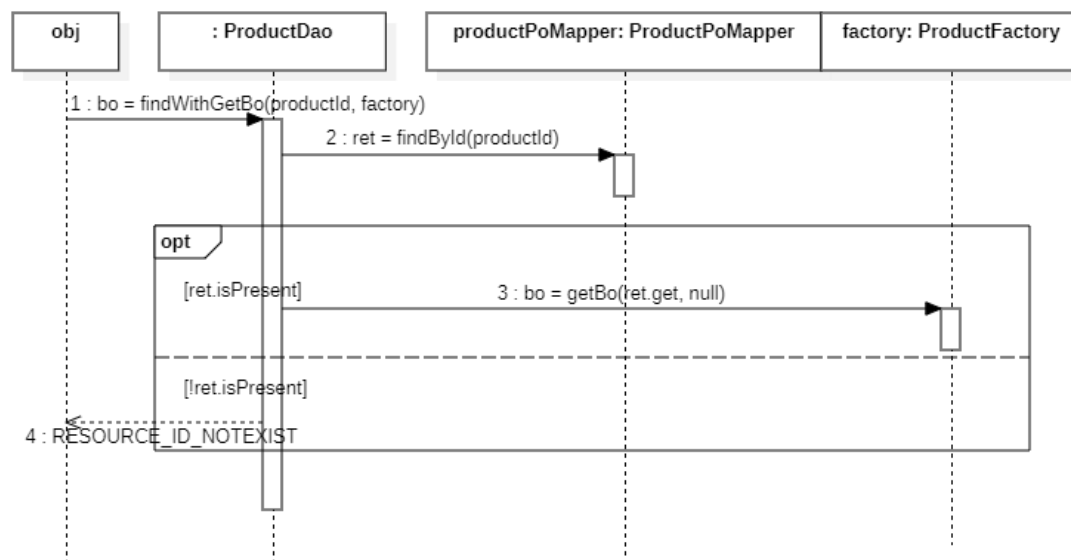 obj
: ProductDao
productPoMapper: ProductPoMapper
factory: ProductFactory
1 : bo = findWithGetBo(productId, factory)
2 : ret = findById(productId)
opt
[ret.isPresent]
3 : bo = getBo(ret.get, null)
[!ret.isPresent]
4 : RESOURCE_ID_NOTEXIST